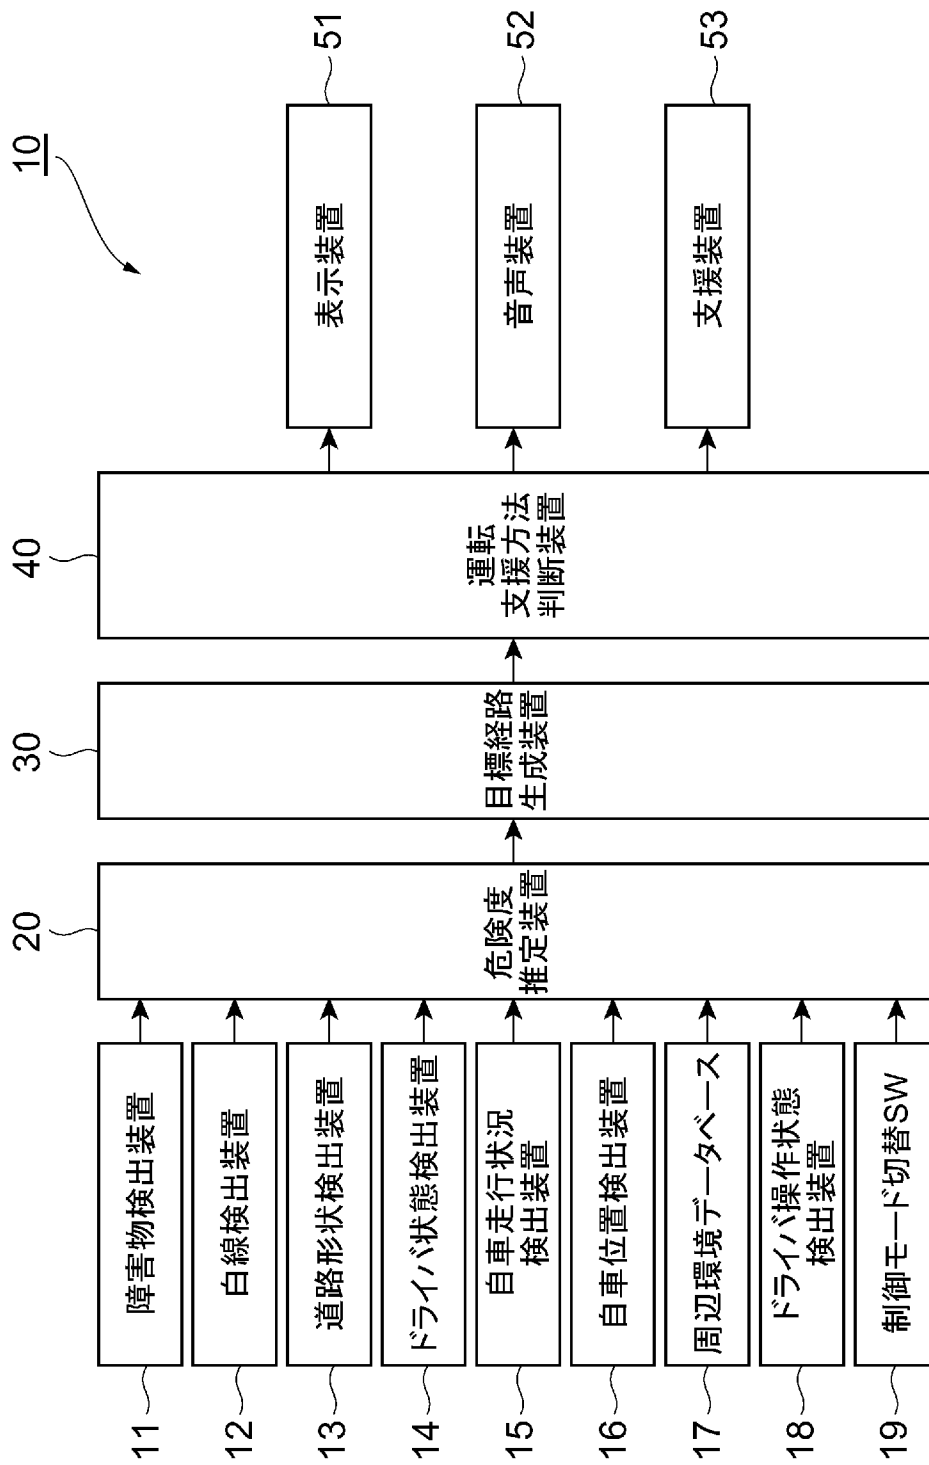 10
11
障害物検出装置
12
白線検出装置
13
道路形状検出装置
14
ドライバ状態検出装置
15
自車走行状況
検出装置
16
自車位置検出装置
17
周辺環境データベース
18
ドライバ操作状態
検出装置
19
制御モード切替SW
20
危険度
推定装置
30
目標経路
生成装置
40
運転
支援方法
判断装置
51
表示装置
52
音声装置
53
支援装置